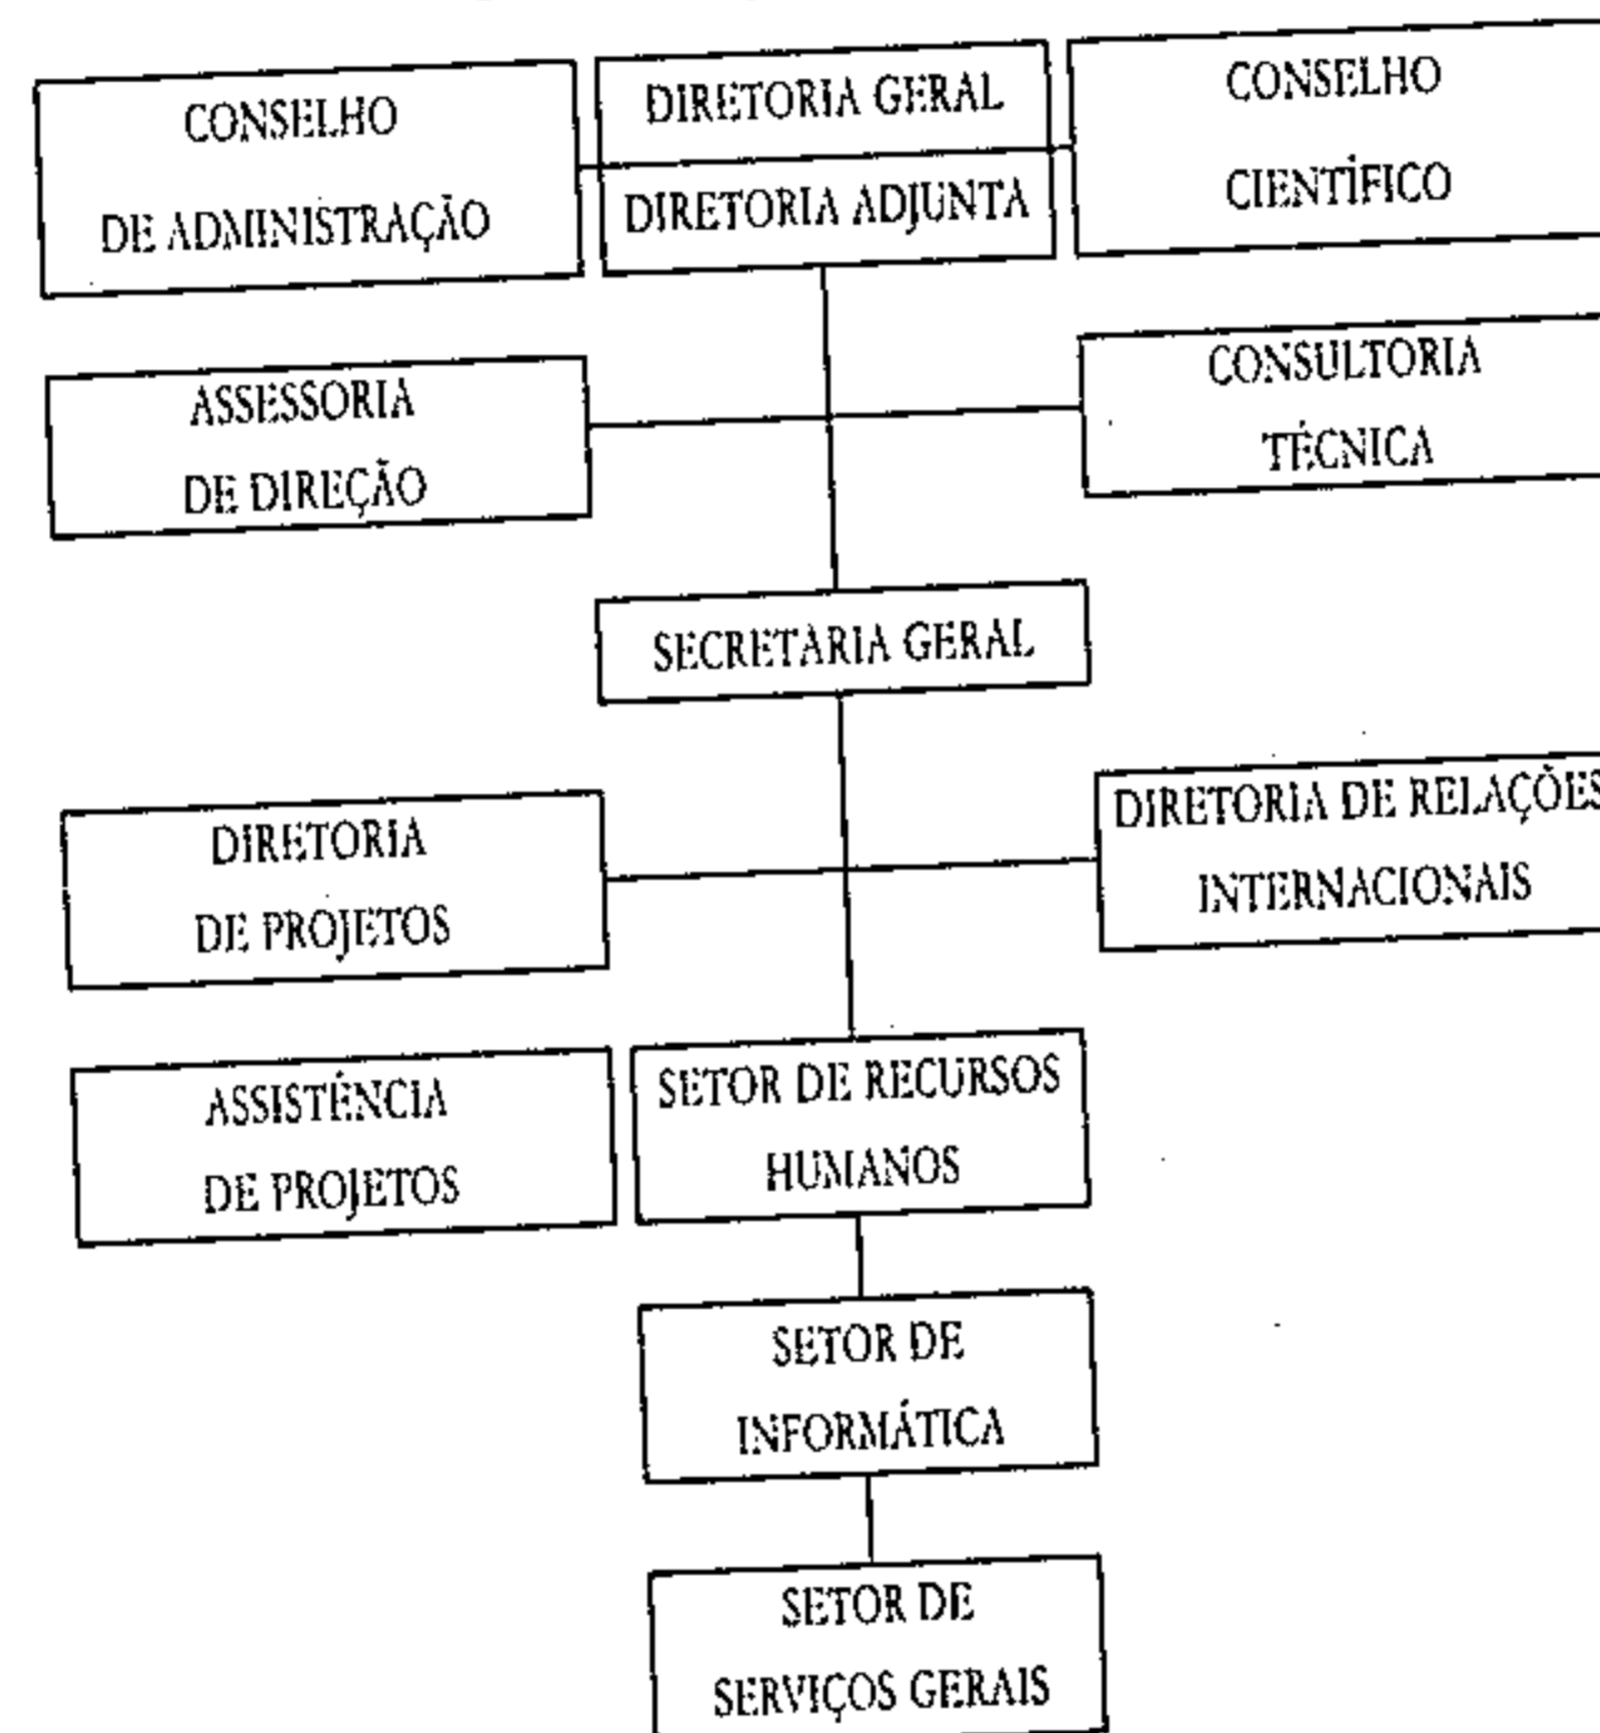 CONSELHO
DE ADMINISTRAÇÃO
DIRETORIA GERAL
DIRETORIA ADJUNTA
CONSELHO
CIENTÍFICO
ASSESSORIA
DE DIREÇÃO
CONSULTORIA
TÉCNICA
SECRETARIA GERAL
DIRETORIA
DE PROJETOS
DIRETORIA DE RELAÇÕES
INTERNACIONAIS
ASSISTÊNCIA
DE PROJETOS
SETOR DE RECURSOS
HUMANOS
SETOR DE
INFORMÁTICA
SETOR DE
SERVIÇOS GERAIS